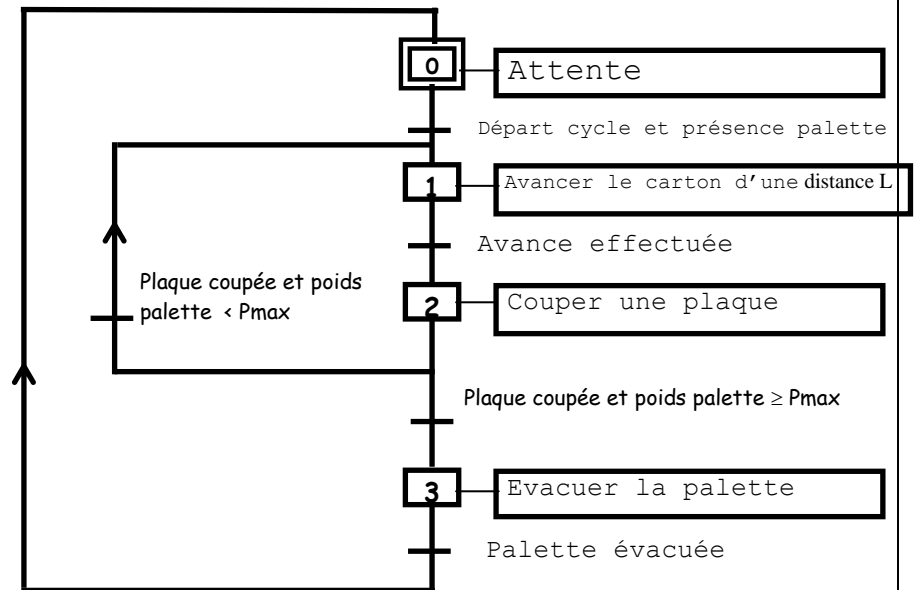 0
Attente
Départ cycle et présence palette
1
Avancer le carton d'une distance L
Avance effectuée
Plaque coupée et poids
palette < Pmax
2
Couper une plaque
Plaque coupée et poids palette ≥ Pmax
3
Evacuer la palette
Palette évacuée